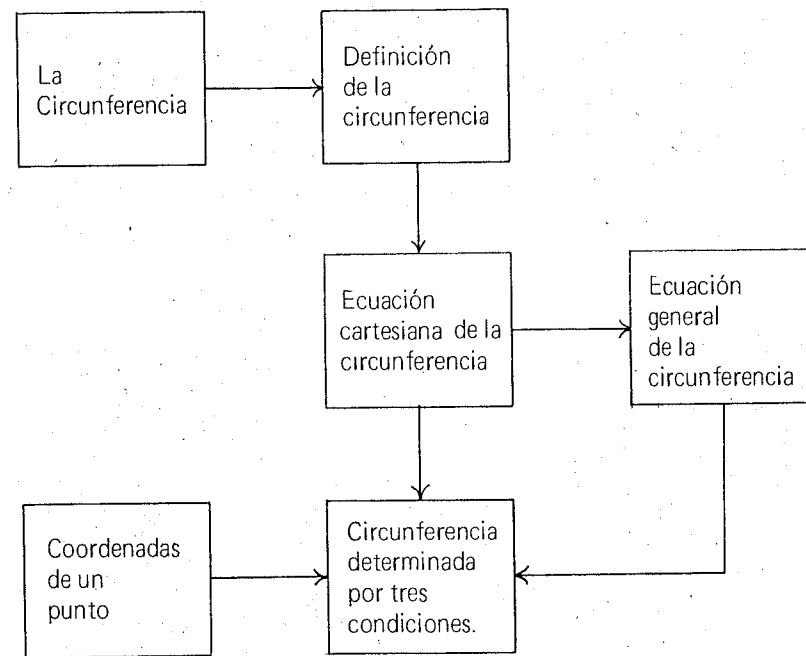 La
Circunferencia
Definición
de la
circunferencia
Ecuación
cartesiana de la
circunferencia
Ecuación
general
de la
circunferencia
Coordenadas
de un
punto
Circunferencia
determinada
por tres
condiciones.